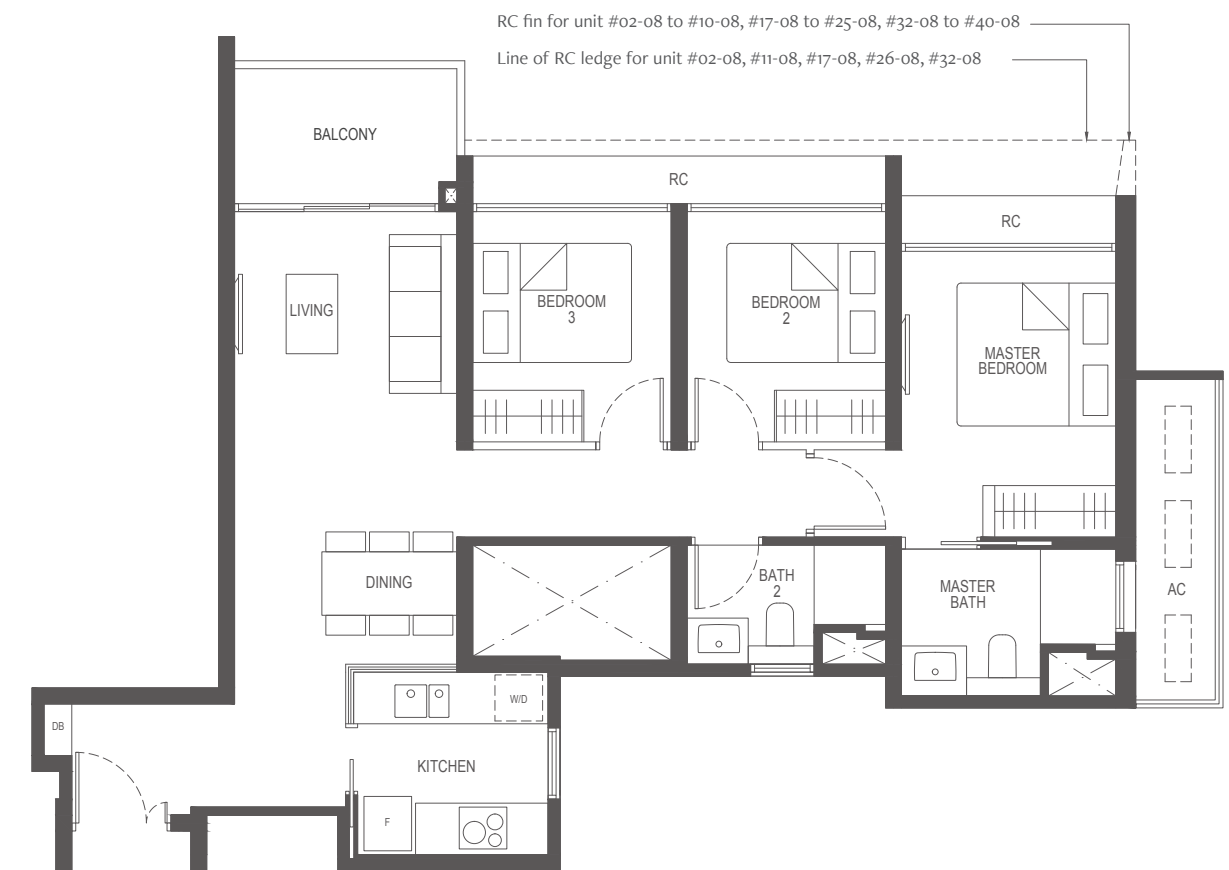 RC fin for unit #02-08 to #10-08, #17-08 to #25-08, #32-08 to #40-08
Line of RC ledge for unit #02-08, #11-08, #17-08, #26-08, #32-08
BALCONY
RC
RC
LIVING
BEDROOM
3
BEDROOM
2
MASTER
BEDROOM
DINING
BATH
2
MASTER
BATH
AC
W/D
DB
KITCHEN
F